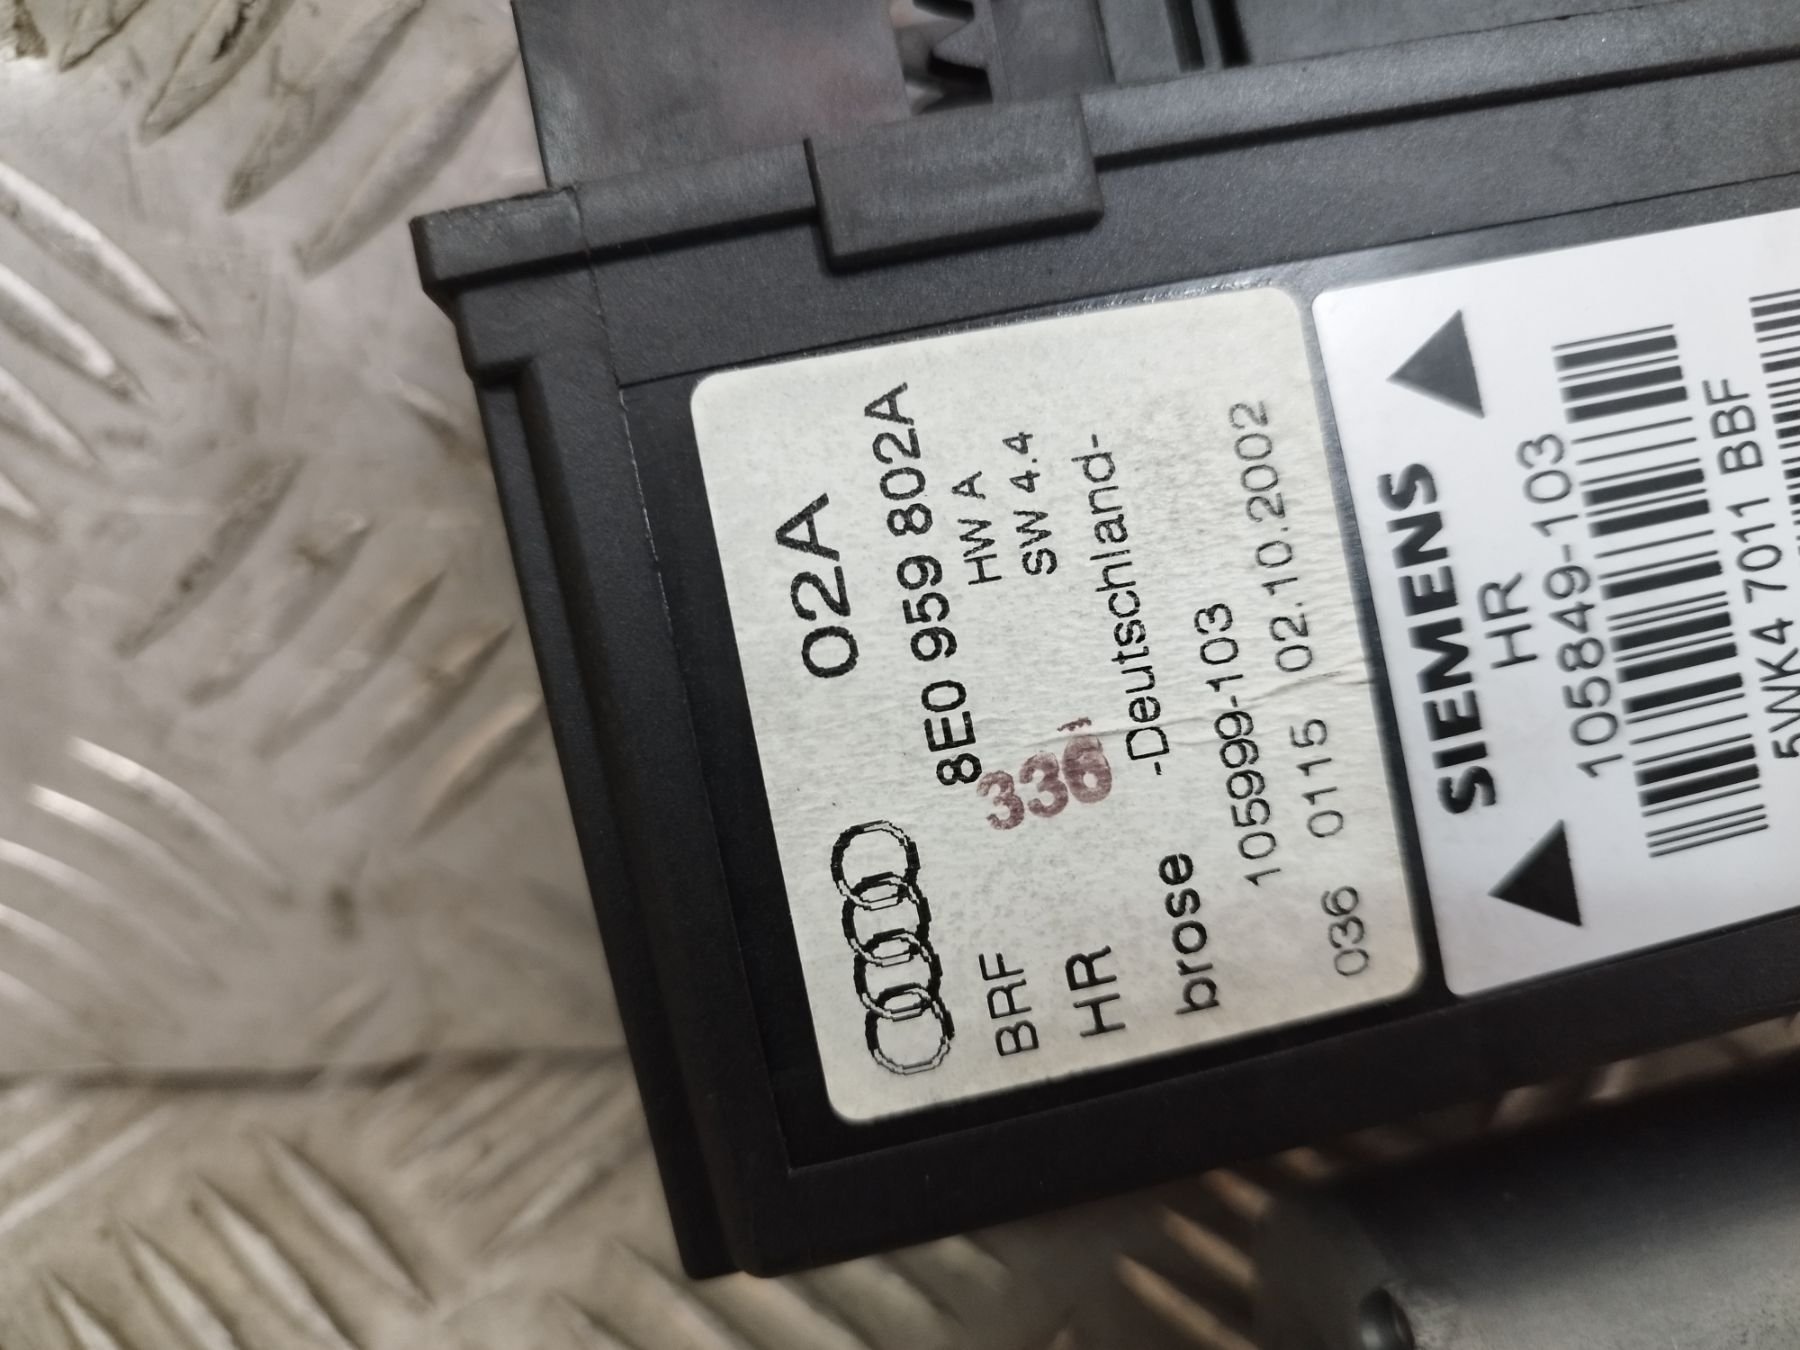 02A
8E0 959 802A
BRF
HW A
336
SW 4.4
HR
-Deutschland-
brose
105999-103
036 0115 02.10.2002
SIEMENS
HR
105849-103
5WK4 7011 BBF